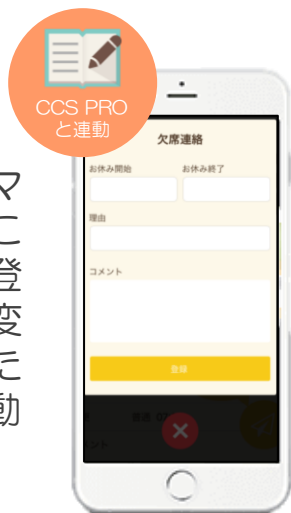 CCS PRO
と連動
欠席連絡
お休み開始
お休み終了
理由
コメント
登録
マ
に
登
変
た
動